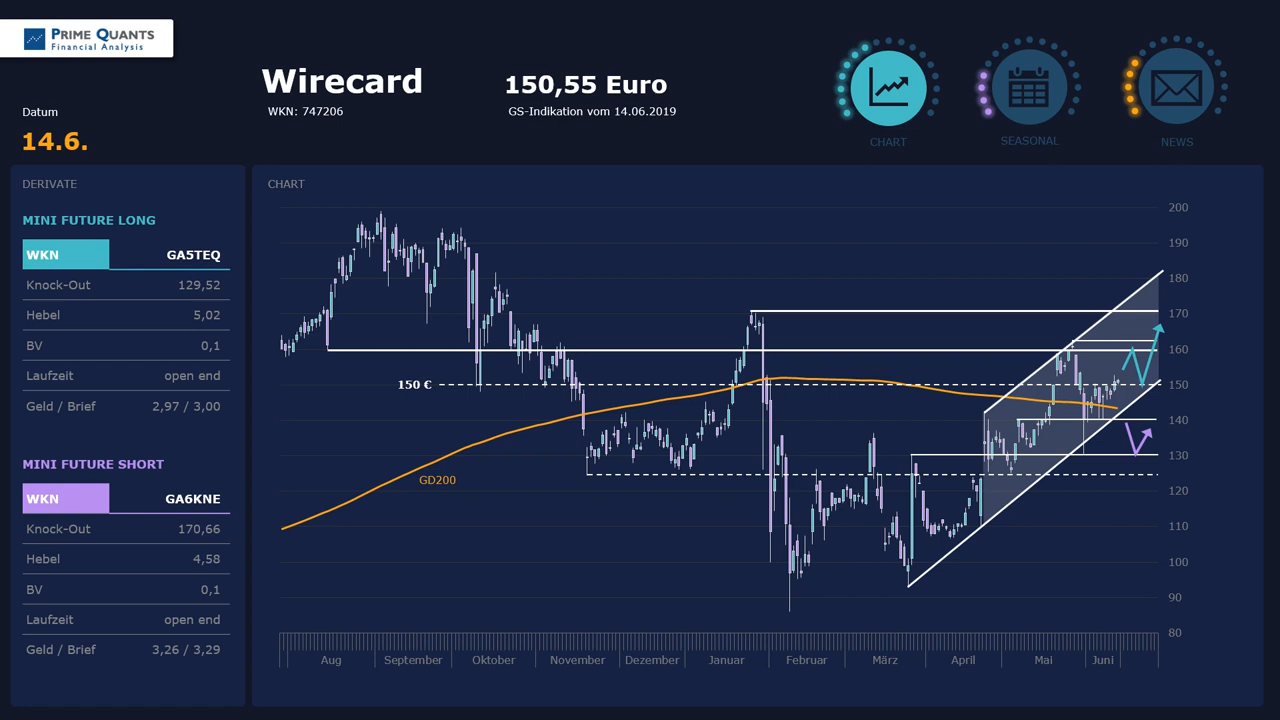 PRIME QUANTS
Financial Analysis
Wirecard
150,55 Euro
WKN: 747206
GS-Indikation vom 14.06.2019
Datum
14.6.
CHART
SEASONAL
NEWS
DERIVATE
MINI FUTURE LONG
WKN GA5TEQ
Knock-Out 129,52
Hebel 5,02
BV 0,1
Laufzeit open end
Geld / Brief 2,97 / 3,00
MINI FUTURE SHORT
WKN GA6KNE
Knock-Out 170,66
Hebel 4,58
BV 0,1
Laufzeit open end
Geld / Brief 3,26 / 3,29
CHART
200
190
180
170
160
150
140
130
120
110
100
90
80
150 €
GD200
Aug September Oktober November Dezember Januar Februar März April Mai Juni